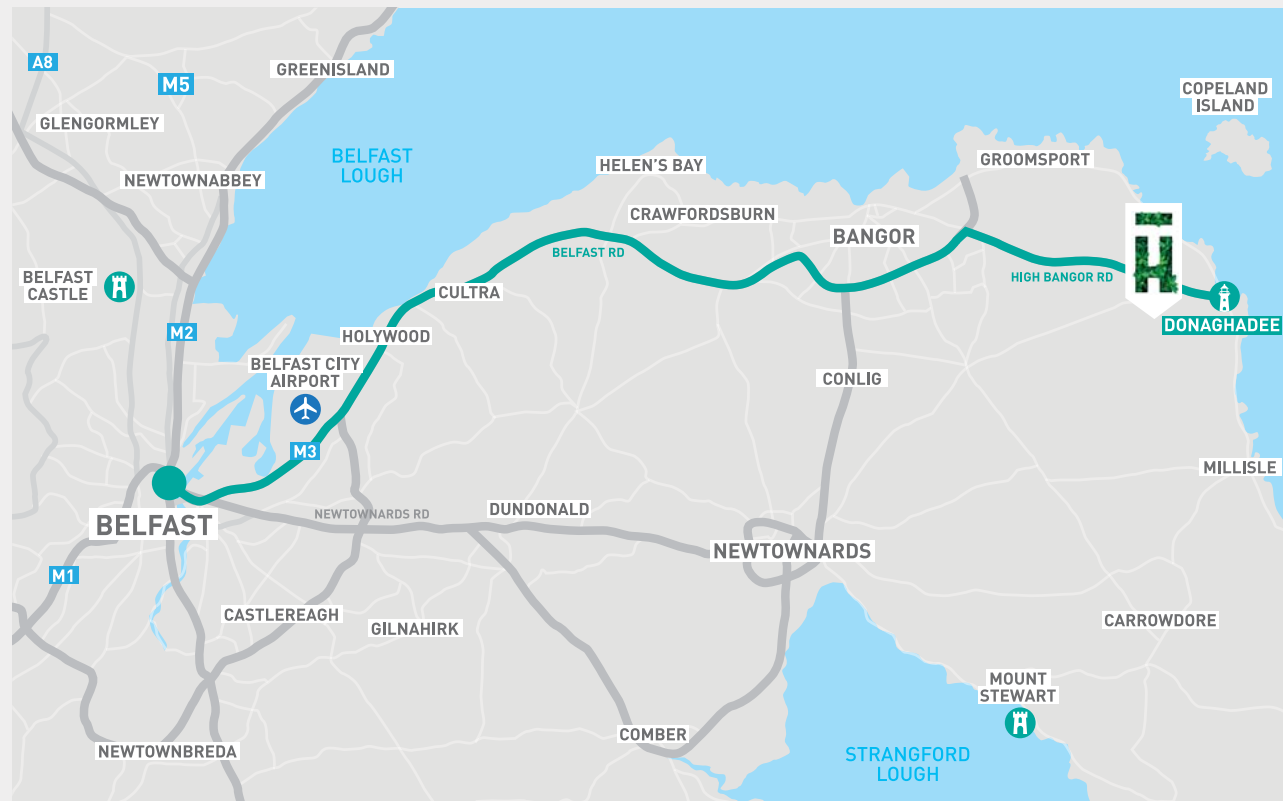 A8
M5
GREENISLAND
GLENGORMLEY
NEWTOWNABBEY
BELFAST
LOUGH
HELEN'S BAY
COPELAND
ISLAND
GROOMSPORT
CRAWFORDSBURN
BANGOR
BELFAST RD
HIGH BANGOR RD
BELFAST
CASTLE
CULTRA
M2
HOLYWOOD
DONAGHADEE
BELFAST CITY
AIRPORT
CONLIG
M3
MILLISLE
NEWTOWNARDS RD
DUNDONALD
BELFAST
NEWTOWNARDS
M1
CASTLEREAGH
GILNAHIRK
CARROWDORE
MOUNT
STEWART
COMBER
NEWTOWNBREDA
STRANGFORD
LOUGH